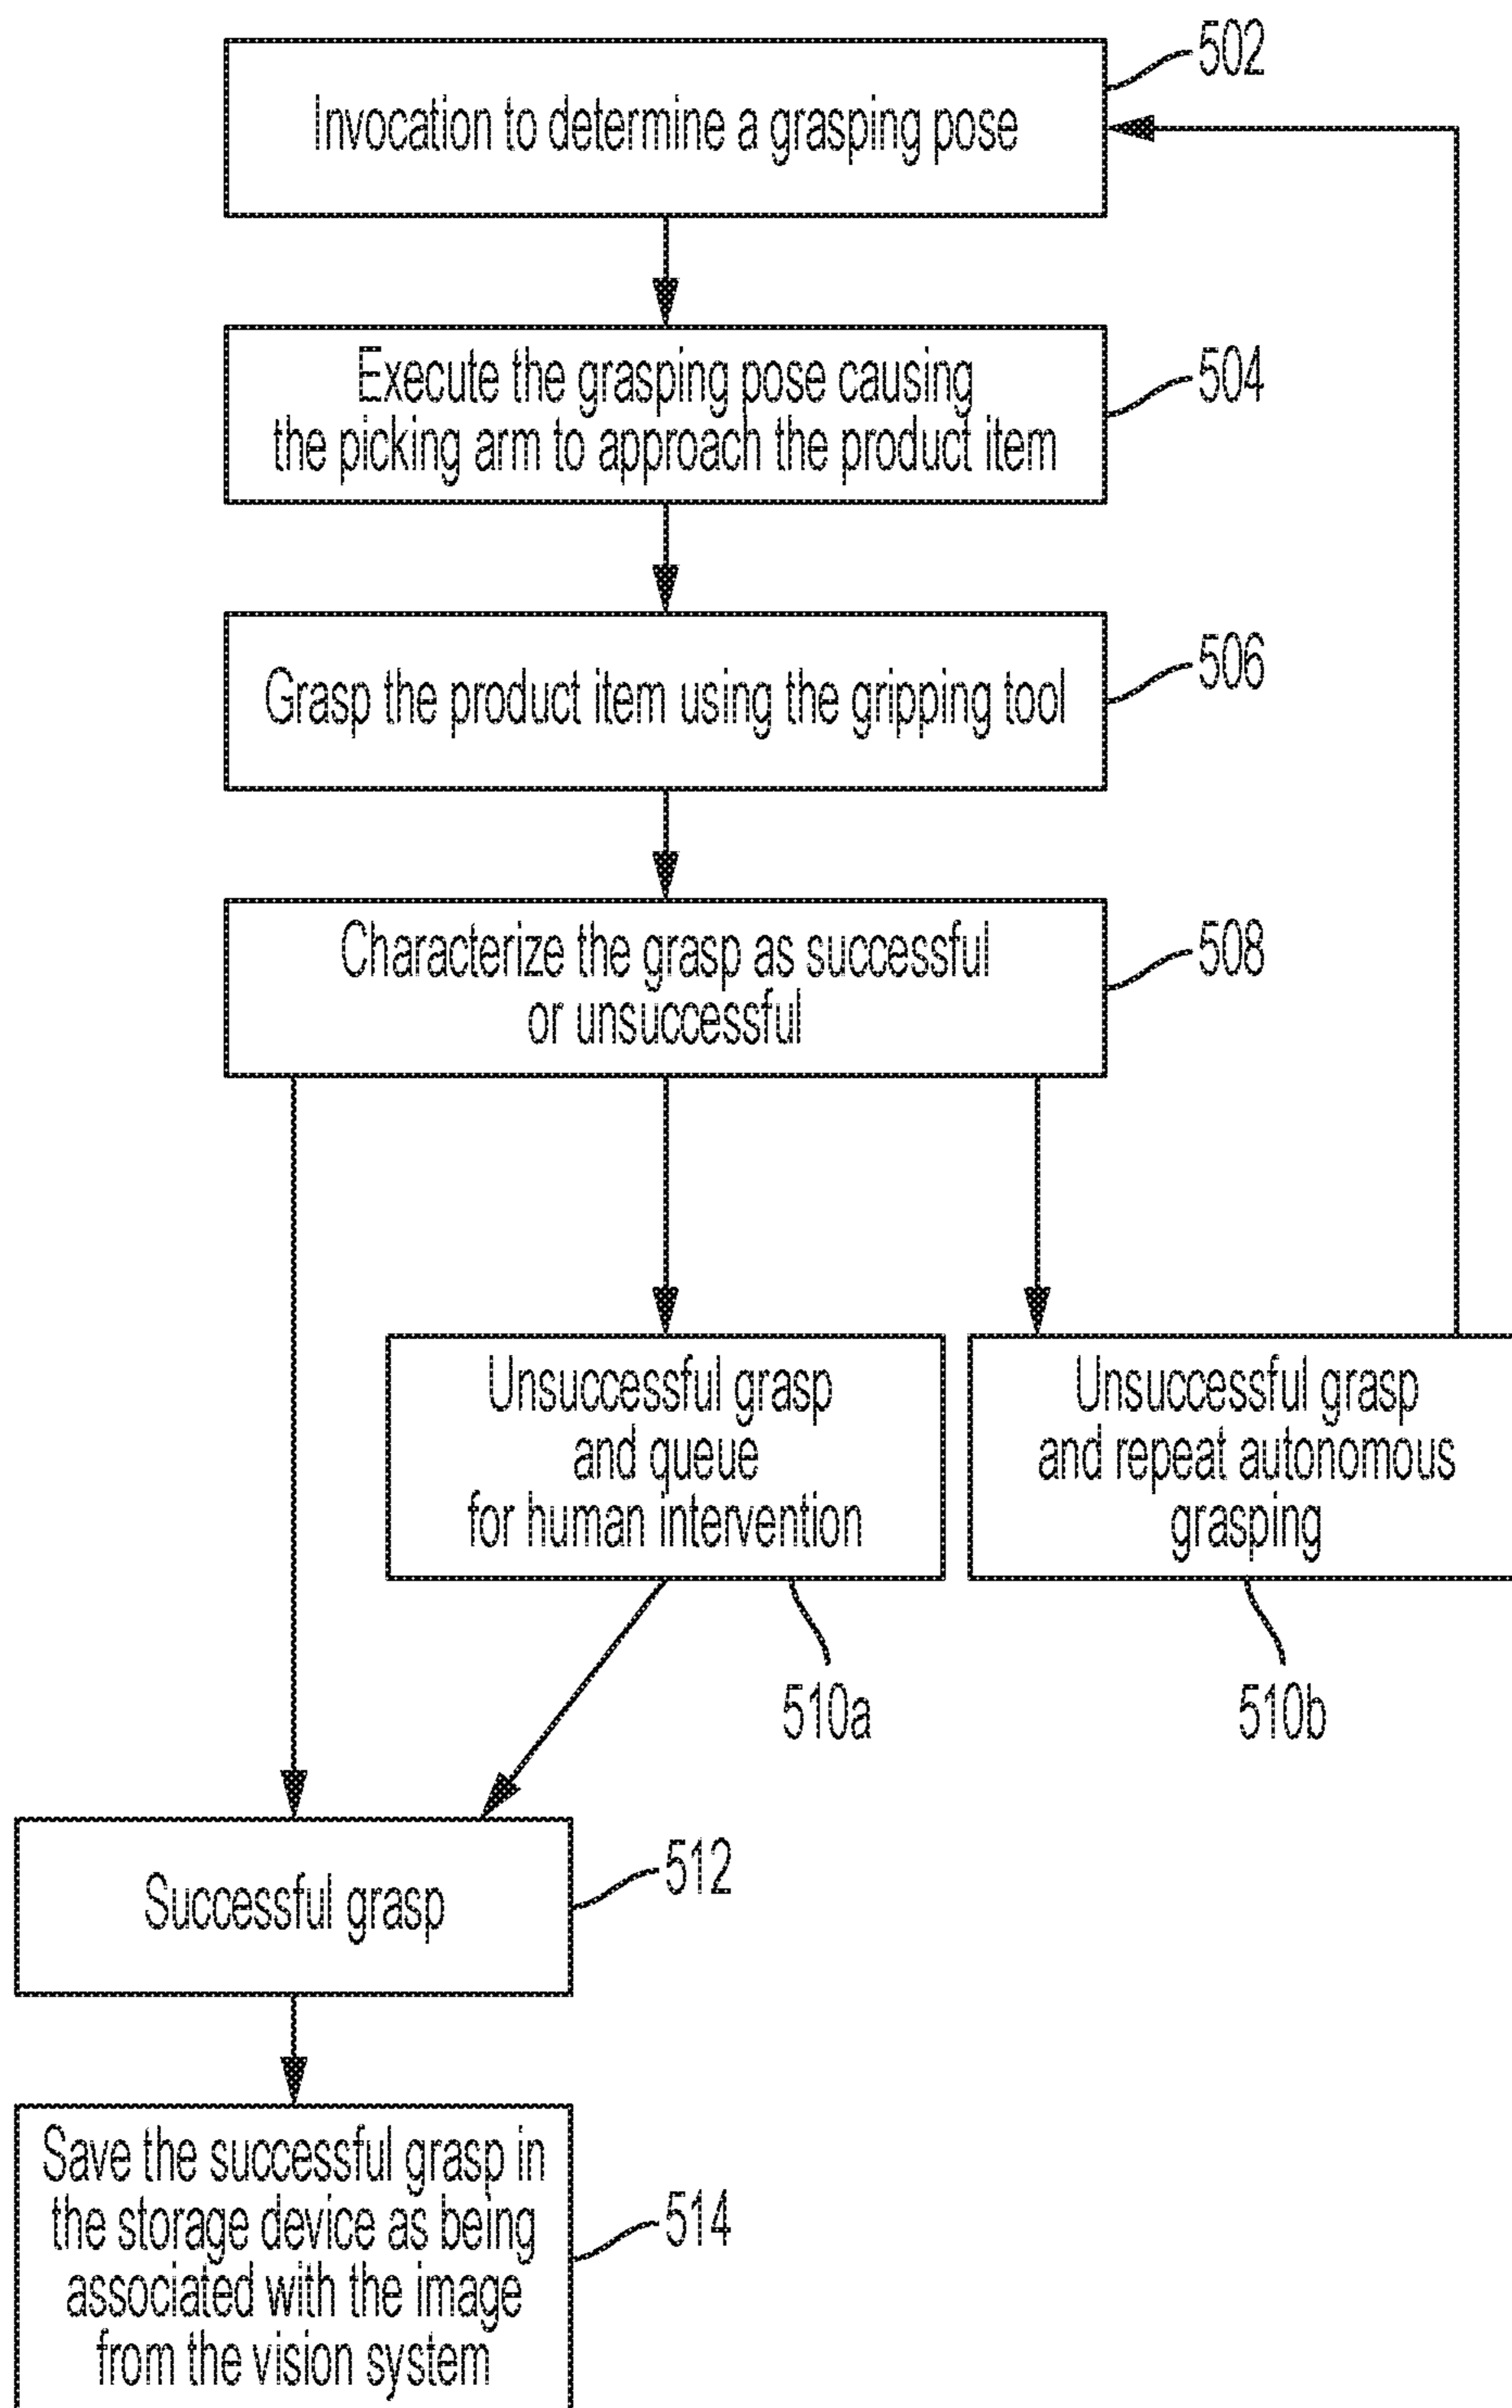 502
Invocation to determine a grasping pose
Execute the grasping pose causing
the picking arm to approach the product item
504
Grasp the product item using the gripping tool
506
Characterize the grasp as successful
or unsuccessful
508
Unsuccessful grasp
and queue
for human intervention
510a
Unsuccessful grasp
and repeat autonomous
grasping
510b
Successful grasp
512
Save the successful grasp in
the storage device as being
associated with the image
from the vision system
514